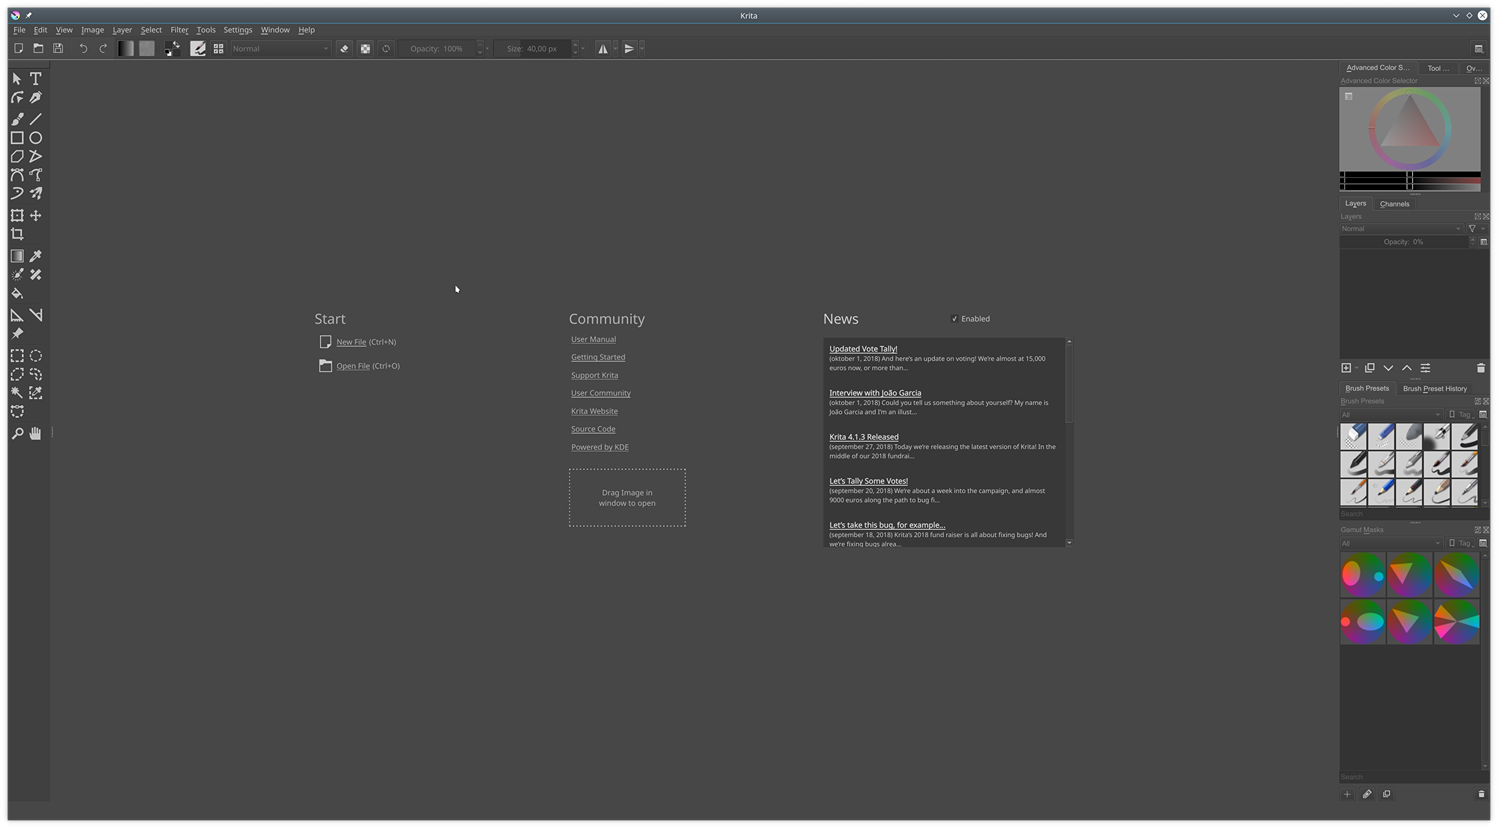 Krita
File Edit View Image Layer Select Filter Tools Settings Window Help
Normal
Opacity: 100%
Size: 40,00 px
Advanced Color S... Tool ... Ov...
Advanced Color Selector
Layers Channels
Layers
Normal
Opacity: 0%
Start
New File (Ctrl+N)
Open File (Ctrl+O)
Community
User Manual
Getting Started
Support Krita
User Community
Krita Website
Source Code
Powered by KDE
Drag Image in
window to open
News
Enabled
Updated Vote Tally!
(oktober 1, 2018) And here's an update on voting! We're almost at 15,000
euros now, or more than...
Interview with João Garcia
(oktober 1, 2018) Could you tell us something about yourself? My name is
João Garcia and I'm an illust...
Krita 4.1.3 Released
(september 27, 2018) Today we're releasing the latest version of Krita! In the
middle of our 2018 fundrai...
Let's Tally Some Votes!
(september 20, 2018) We're about a week into the campaign, and almost
9000 euros along the path to bug fi...
Let's take this bug, for example...
(september 18, 2018) Krita's 2018 fund raiser is all about fixing bugs! And
we're fixing bugs alrea...
Brush Presets Brush Preset History
Brush Presets
All
Tag
Search
Gamut Masks
All
Tag
Search